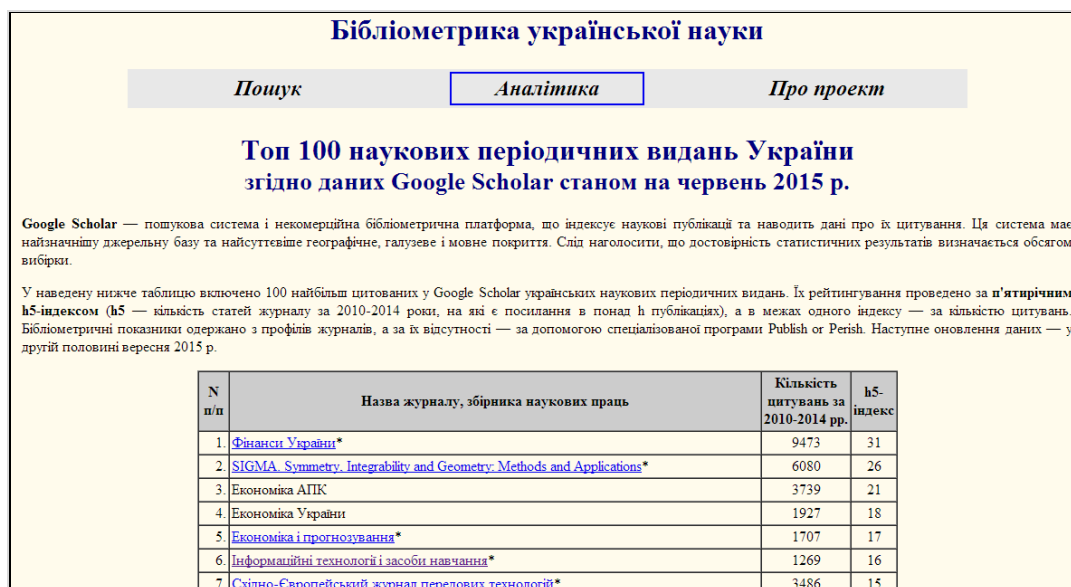 Бібліометрика української науки
Пошук Аналітика Про проект
Топ 100 наукових періодичних видань України
згідно даних Google Scholar станом на червень 2015 р.
Google Scholar — пошукова система і некомерційна бібліометрична платформа, що індексує наукові публікації та наводить дані про їх цитування. Ця система має
найзначнішу джерельну базу та найсуттєвіше географічне, галузеве і мовне покриття. Слід наголосити, що достовірність статистичних результатів визначається обсягом
вибірки.
У наведену нижче таблицю включено 100 найбільш цитованих у Google Scholar українських наукових періодичних видань. Їх рейтингування проведено за п'ятирічним
h5-індексом (h5 — кількість статей журналу за 2010-2014 роки, на які є посилання в понад h публікаціях), а в межах одного індексу — за кількістю цитувань.
Бібліометричні показники одержано з профілів журналів, а за їх відсутності — за допомогою спеціалізованої програми Publish or Perish. Наступне оновлення даних — у
другій половині вересня 2015 р.
N п/п Назва журналу, збірника наукових праць Кількість цитувань за 2010-2014 рр. h5-індекс
1. Фінанси України* 9473 31
2. SIGMA. Symmetry, Integrability and Geometry: Methods and Applications* 6080 26
3. Економіка АПК 3739 21
4. Економіка України 1927 18
5. Економіка і прогнозування* 1707 17
6. Інформаційні технології і засоби навчання* 1269 16
7. Східно-Європейський журнал передових технологій* 3486 15